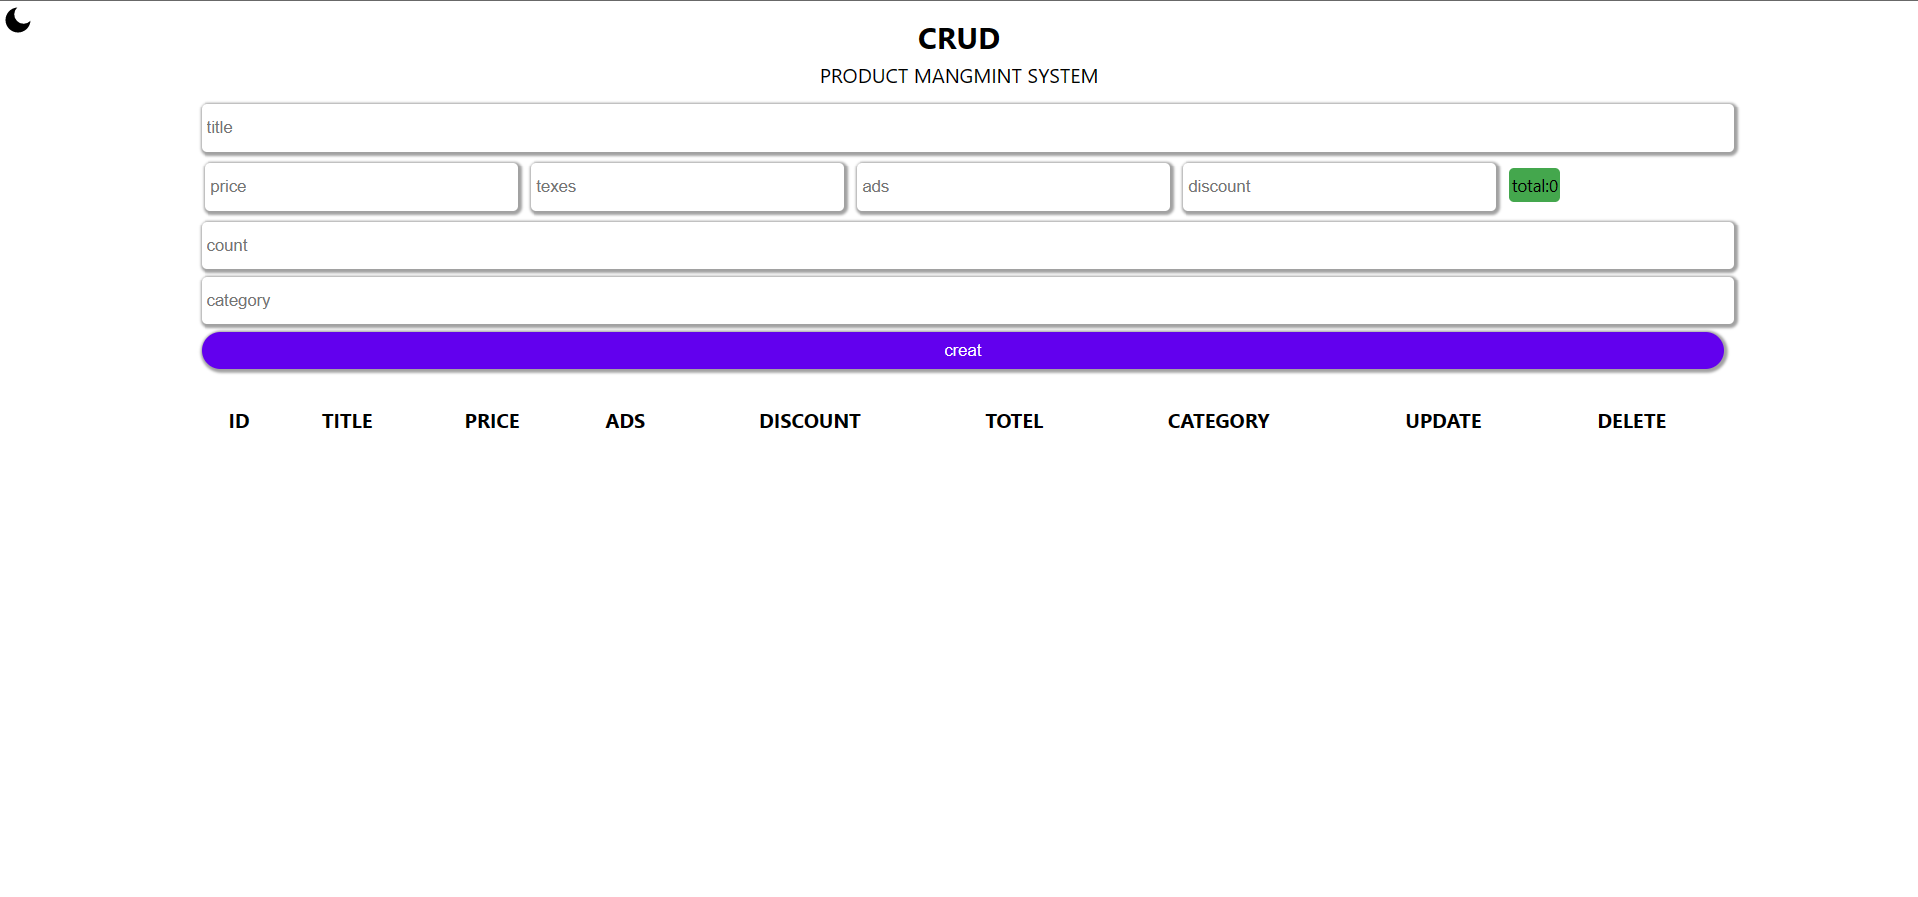 CRUD
PRODUCT MANGMINT SYSTEM
title
price texes ads discount total:0
count
category
creat
ID TITLE PRICE ADS DISCOUNT TOTEL CATEGORY UPDATE DELETE